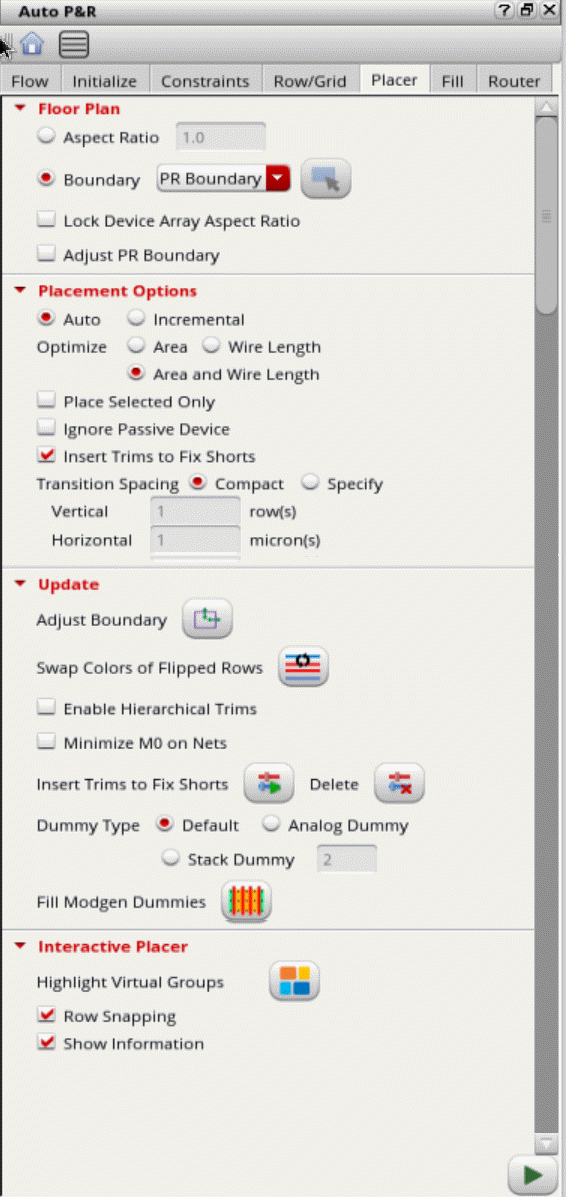 Auto P&R
Flow Initialize Constraints Row/Grid Placer Fill Router
Floor Plan
Aspect Ratio 1.0
Boundary PR Boundary
Lock Device Array Aspect Ratio
Adjust PR Boundary
Placement Options
Auto Incremental
Optimize Area Wire Length
Area and Wire Length
Place Selected Only
Ignore Passive Device
Insert Trims to Fix Shorts
Transition Spacing Compact Specify
Vertical 1 row(s)
Horizontal 1 micron(s)
Update
Adjust Boundary
Swap Colors of Flipped Rows
Enable Hierarchical Trims
Minimize M0 on Nets
Insert Trims to Fix Shorts Delete
Dummy Type Default Analog Dummy
Stack Dummy 2
Fill Modgen Dummies
Interactive Placer
Highlight Virtual Groups
Row Snapping
Show Information